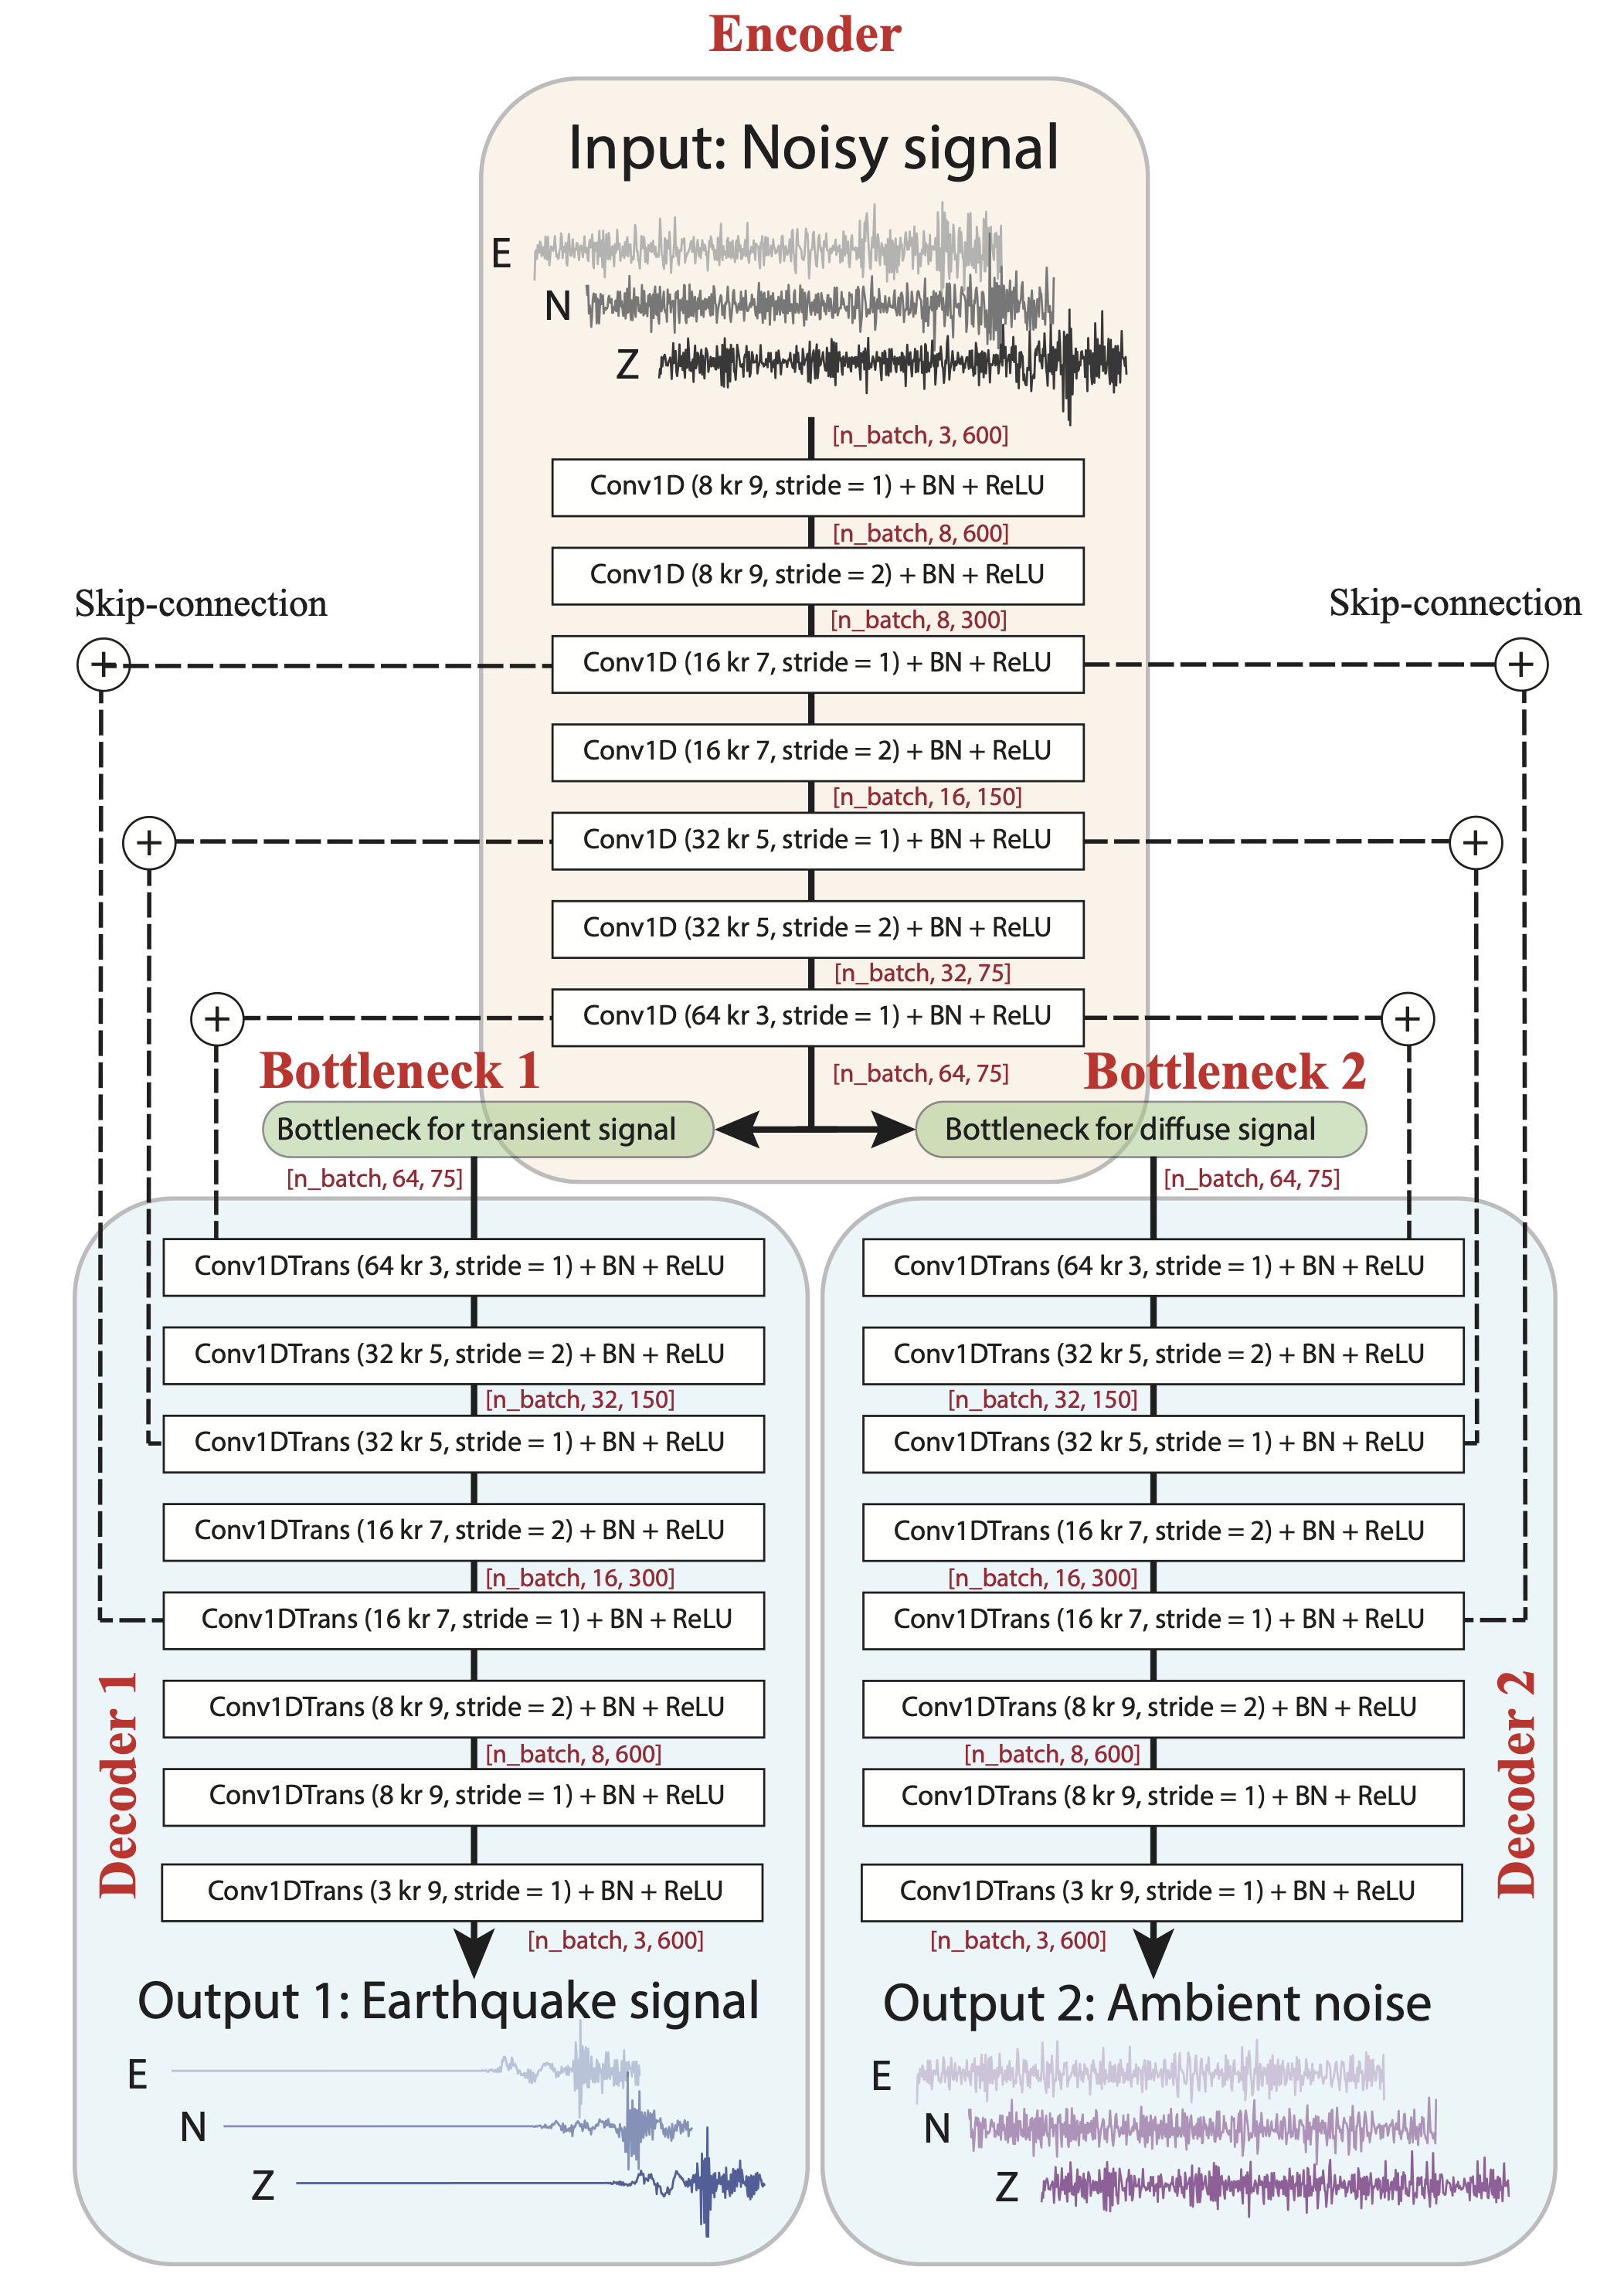 Encoder
Input: Noisy signal
E
N
Z
[n_batch, 3, 600]
Conv1D (8 kr 9, stride = 1) + BN + ReLU
[n_batch, 8, 600]
Conv1D (8 kr 9, stride = 2) + BN + ReLU
[n_batch, 8, 300]
Skip-connection
Skip-connection
+
Conv1D (16 kr 7, stride = 1) + BN + ReLU
+
Conv1D (16 kr 7, stride = 2) + BN + ReLU
[n_batch, 16, 150]
+
Conv1D (32 kr 5, stride = 1) + BN + ReLU
+
Conv1D (32 kr 5, stride = 2) + BN + ReLU
[n_batch, 32, 75]
+
Conv1D (64 kr 3, stride = 1) + BN + ReLU
+
[n_batch, 64, 75]
Bottleneck 1
Bottleneck for transient signal
[n_batch, 64, 75]
Bottleneck 2
Bottleneck for diffuse signal
[n_batch, 64, 75]
Conv1DTrans (64 kr 3, stride = 1) + BN + ReLU
Conv1DTrans (32 kr 5, stride = 2) + BN + ReLU
[n_batch, 32, 150]
Conv1DTrans (32 kr 5, stride = 1) + BN + ReLU
Conv1DTrans (16 kr 7, stride = 2) + BN + ReLU
[n_batch, 16, 300]
Conv1DTrans (16 kr 7, stride = 1) + BN + ReLU
Conv1DTrans (8 kr 9, stride = 2) + BN + ReLU
[n_batch, 8, 600]
Conv1DTrans (8 kr 9, stride = 1) + BN + ReLU
Conv1DTrans (3 kr 9, stride = 1) + BN + ReLU
[n_batch, 3, 600]
Decoder 1
Output 1: Earthquake signal
E
N
Z
Conv1DTrans (64 kr 3, stride = 1) + BN + ReLU
Conv1DTrans (32 kr 5, stride = 2) + BN + ReLU
[n_batch, 32, 150]
Conv1DTrans (32 kr 5, stride = 1) + BN + ReLU
Conv1DTrans (16 kr 7, stride = 2) + BN + ReLU
[n_batch, 16, 300]
Conv1DTrans (16 kr 7, stride = 1) + BN + ReLU
Conv1DTrans (8 kr 9, stride = 2) + BN + ReLU
[n_batch, 8, 600]
Conv1DTrans (8 kr 9, stride = 1) + BN + ReLU
Conv1DTrans (3 kr 9, stride = 1) + BN + ReLU
[n_batch, 3, 600]
Decoder 2
Output 2: Ambient noise
E
N
Z